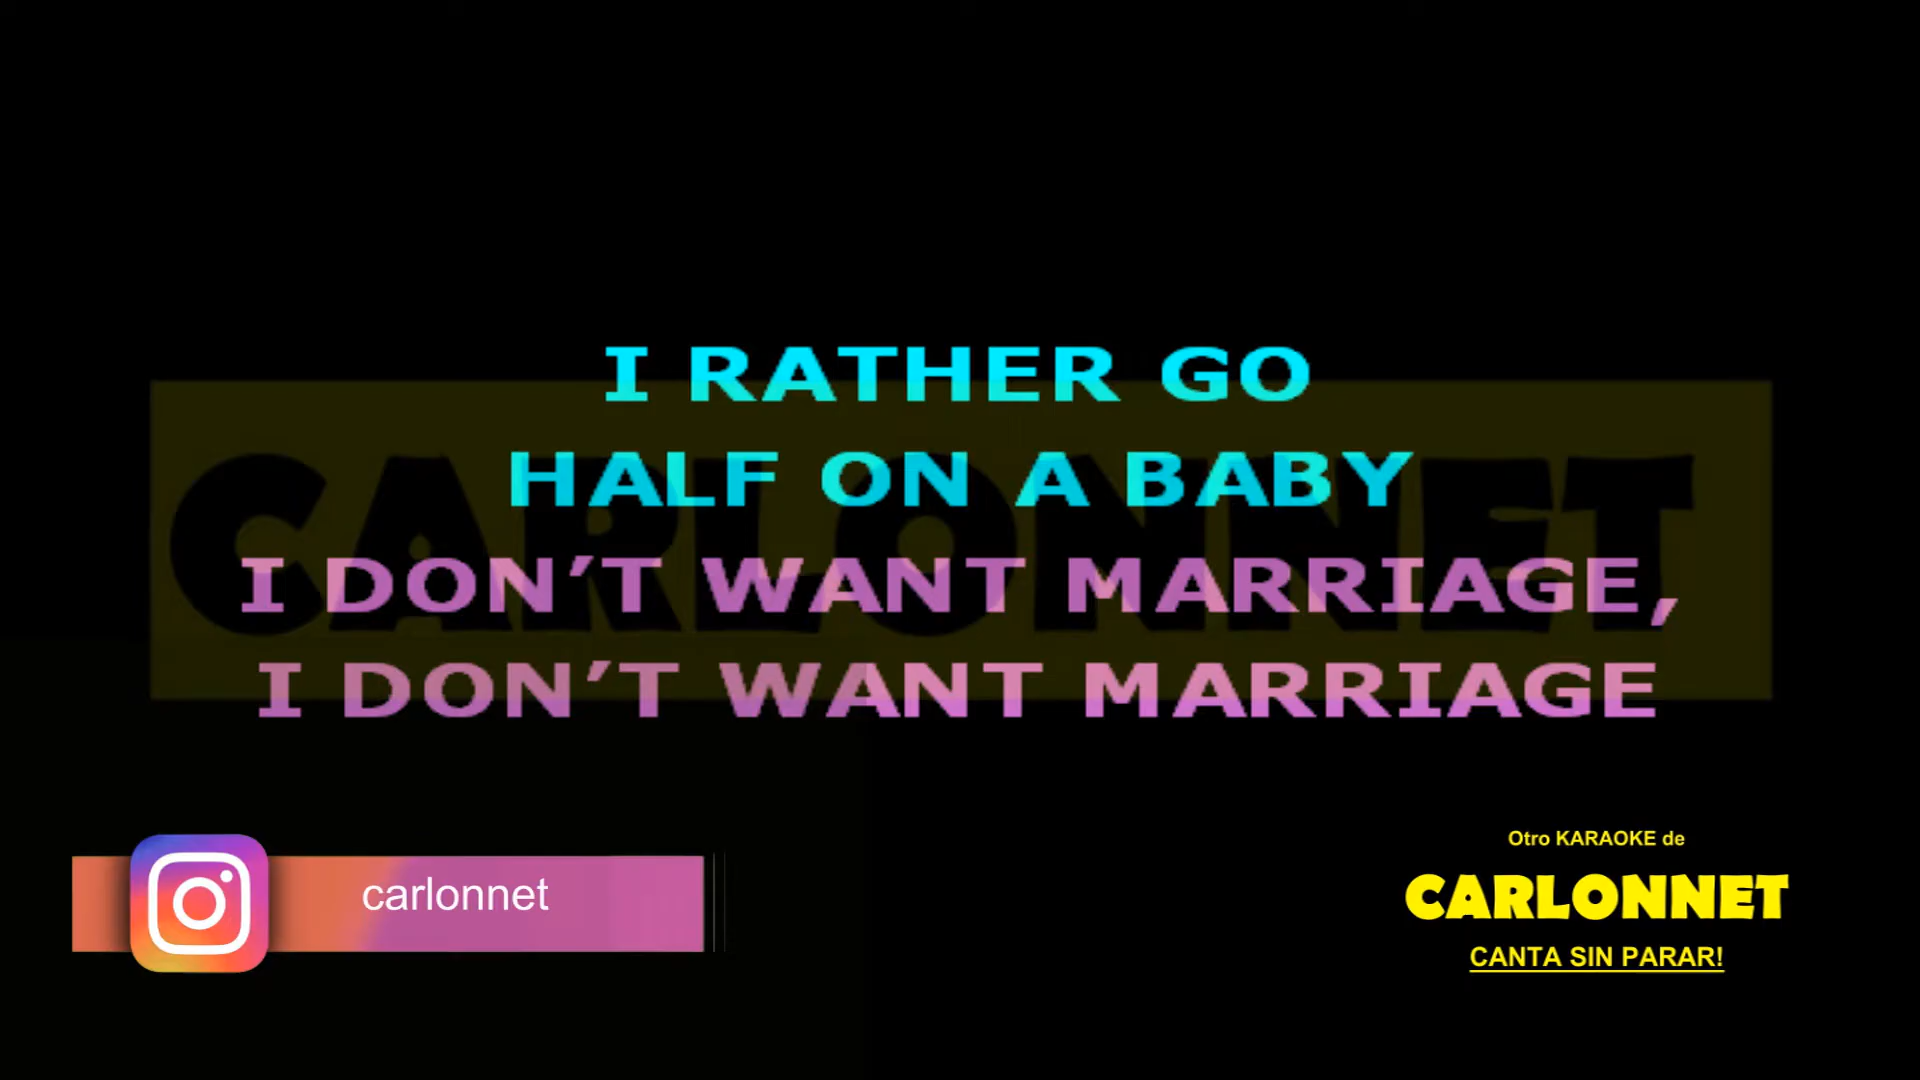 I RATHER GO
HALF ON A BABY
I DON’T WANT MARRIAGE,
I DON’T WANT MARRIAGE
CARLONNET
carlonnet
Otro KARAOKE de
CARLONNET
CANTA SIN PARAR!